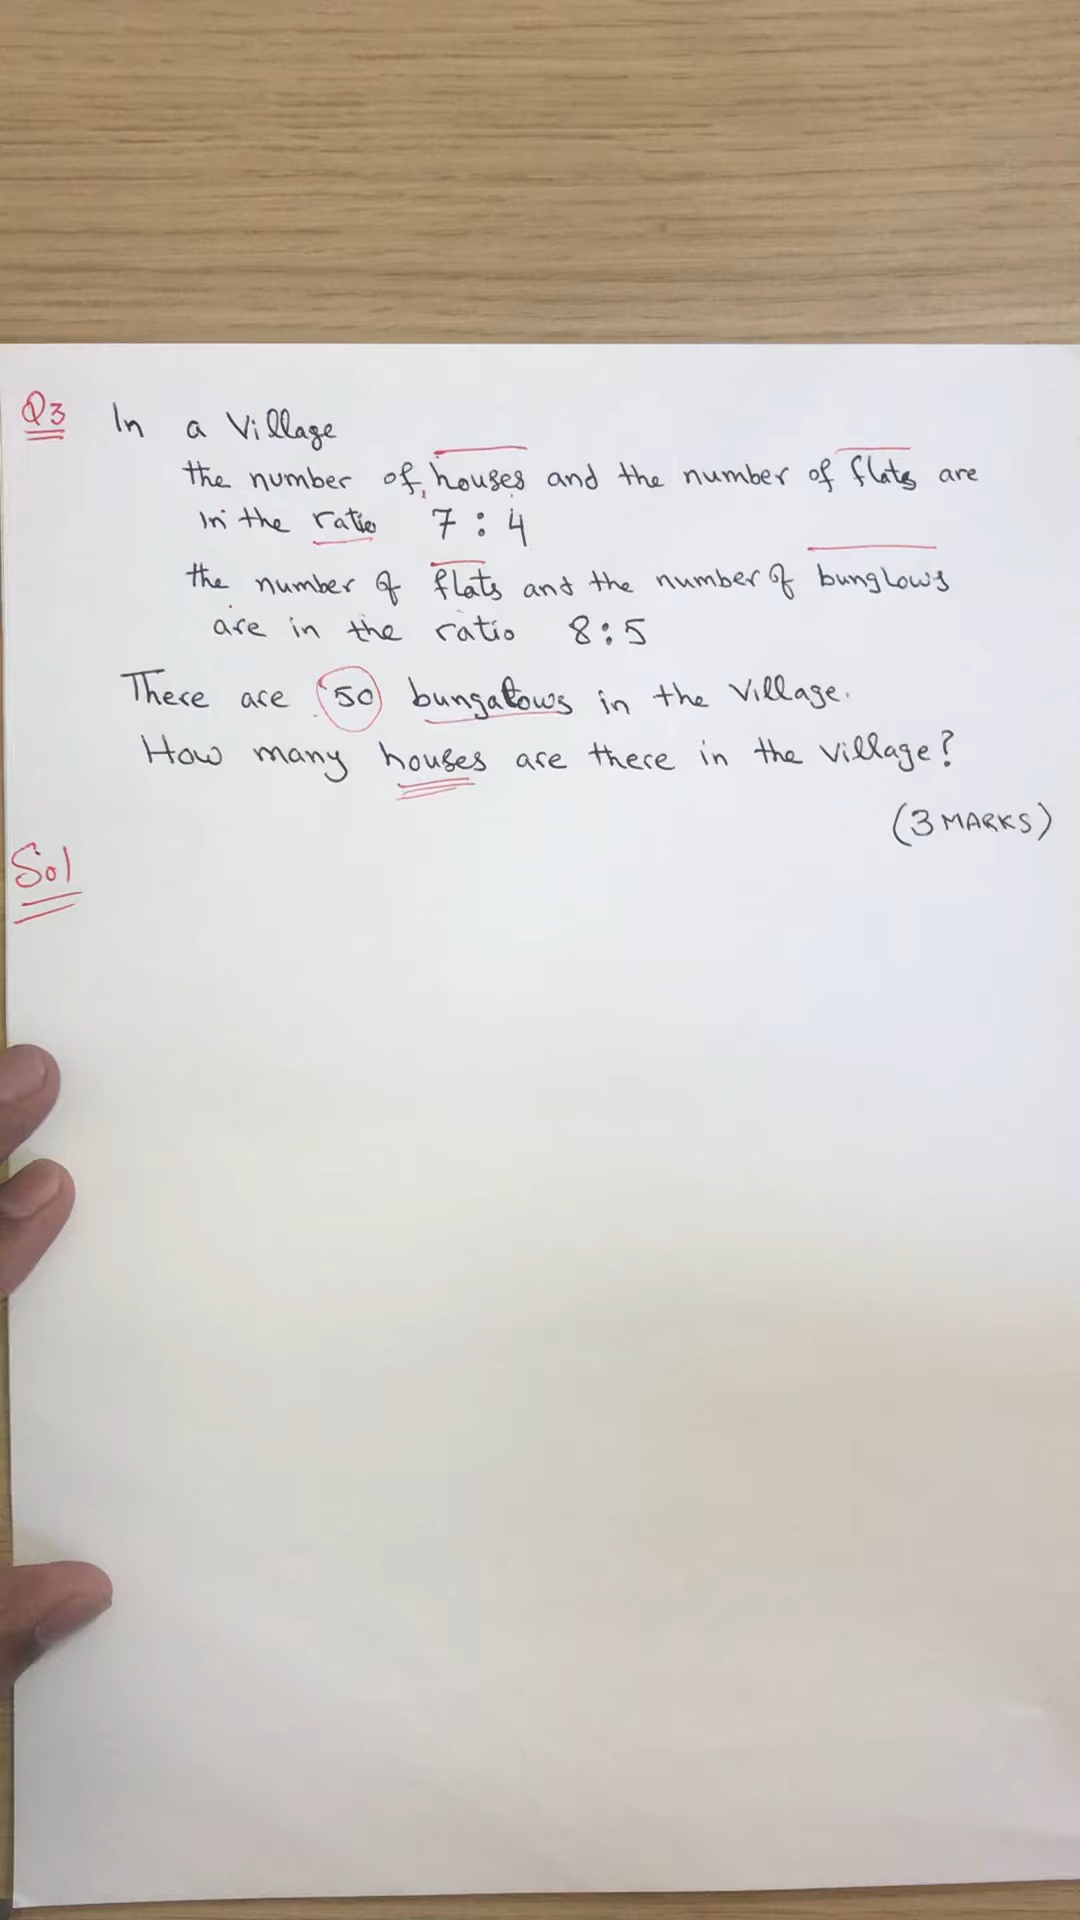 Q3 In a Village
the number of houses and the number of flats are
in the ratio 7 : 4
the number of flats and the number of bunglows
are in the ratio 8:5
There are 50 bungalows in the village.
How many houses are there in the village?
(3 MARKS)
Sol